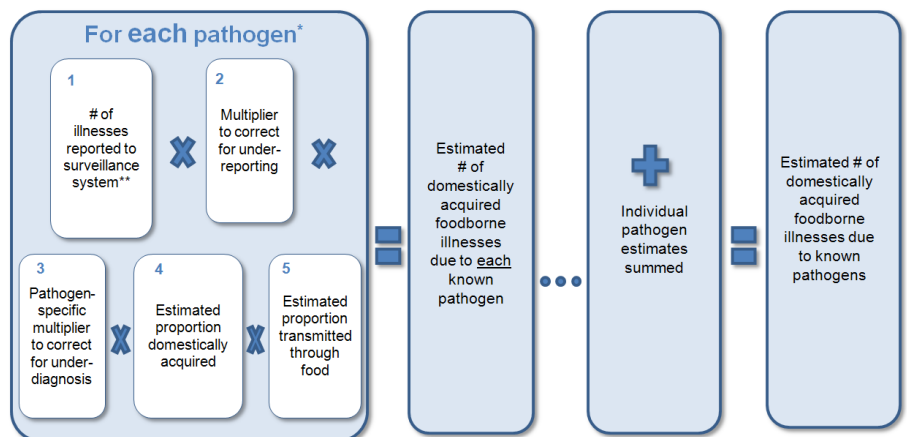 For each pathogen*
1
# of
illnesses
reported to
surveillance
system**
2
Multiplier
to correct
for under-
reporting
3
Pathogen-
specific
multiplier
to correct
for under-
diagnosis
4
Estimated
proportion
domestically
acquired
5
Estimated
proportion
transmitted
through
food
Estimated
# of
domestically
acquired
foodborne
illnesses
due to each
known
pathogen
Individual
pathogen
estimates
summed
Estimated # of
domestically
acquired
foodborne
illnesses due
to known
pathogens